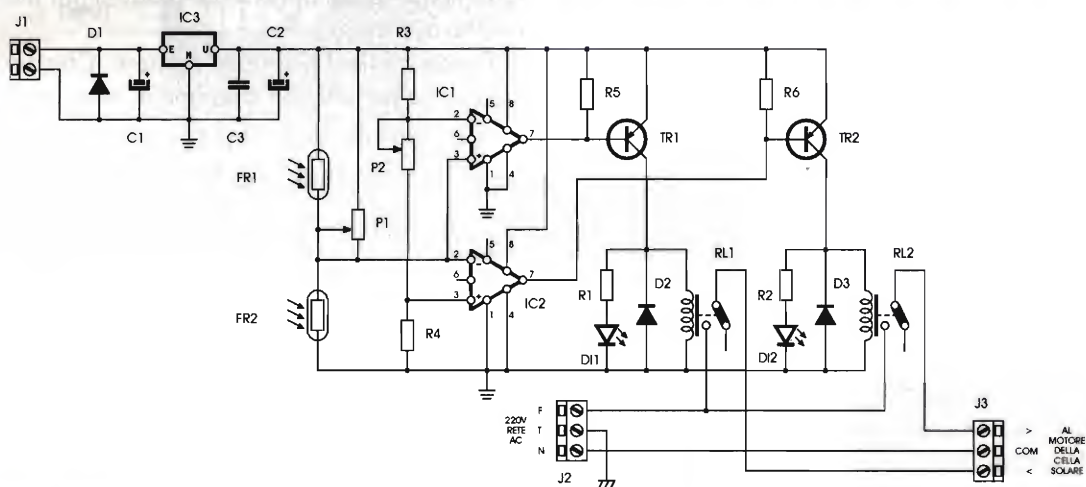 J1
D1
IC3
C2
E
U
M
+
+
C1
C3
R3
IC1
5
8
2
-
6
7
3
+
1
4
P2
FR1
P1
FR2
R4
5
8
2
-
6
7
3
+
1
4
IC2
R5
TR1
R6
TR2
R1
D2
RL1
DI1
R2
D3
RL2
DI2
220V
RETE
AC
F
T
N
J2
J3
> AL
MOTORE
COM DELLA
CELLA
< SOLARE